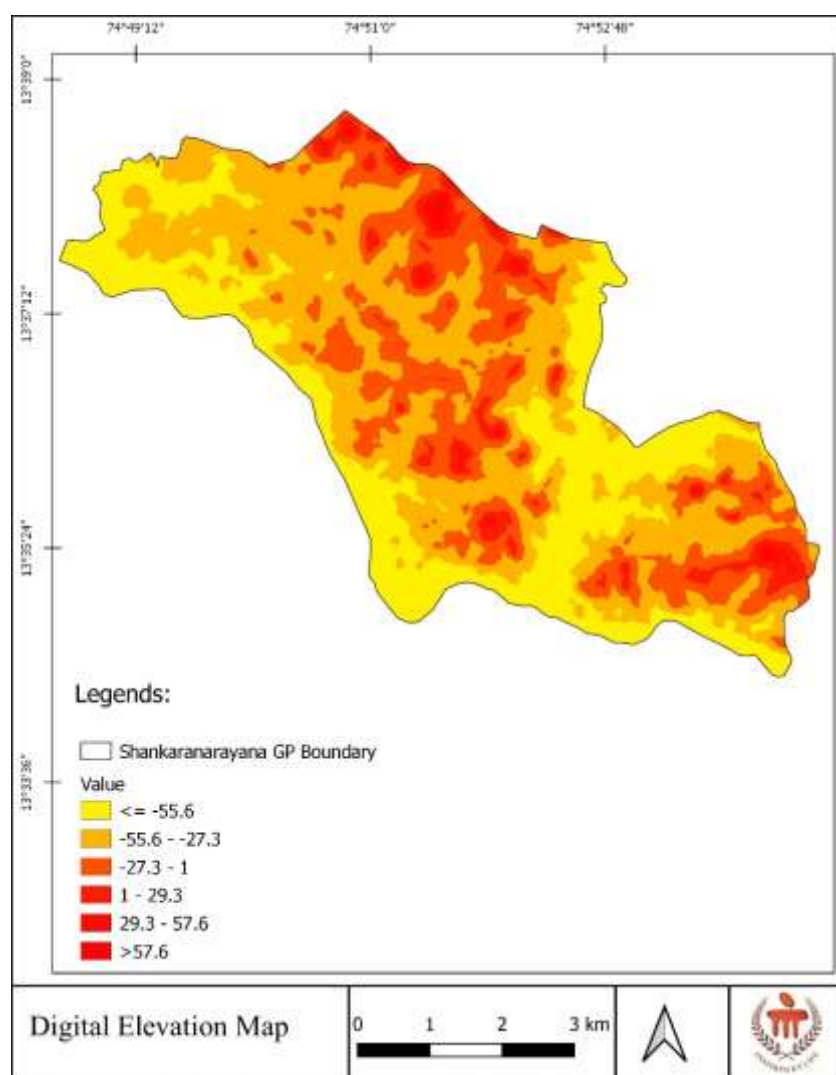 74°49'12"
74°51'0"
74°52'48"
13°39'0"
13°37'12"
13°35'24"
13°33'36"
Legends:
Shankaranarayana GP Boundary
Value
<= -55.6
-55.6 - -27.3
-27.3 - 1
1 - 29.3
29.3 - 57.6
>57.6
Digital Elevation Map
0 1 2 3 km